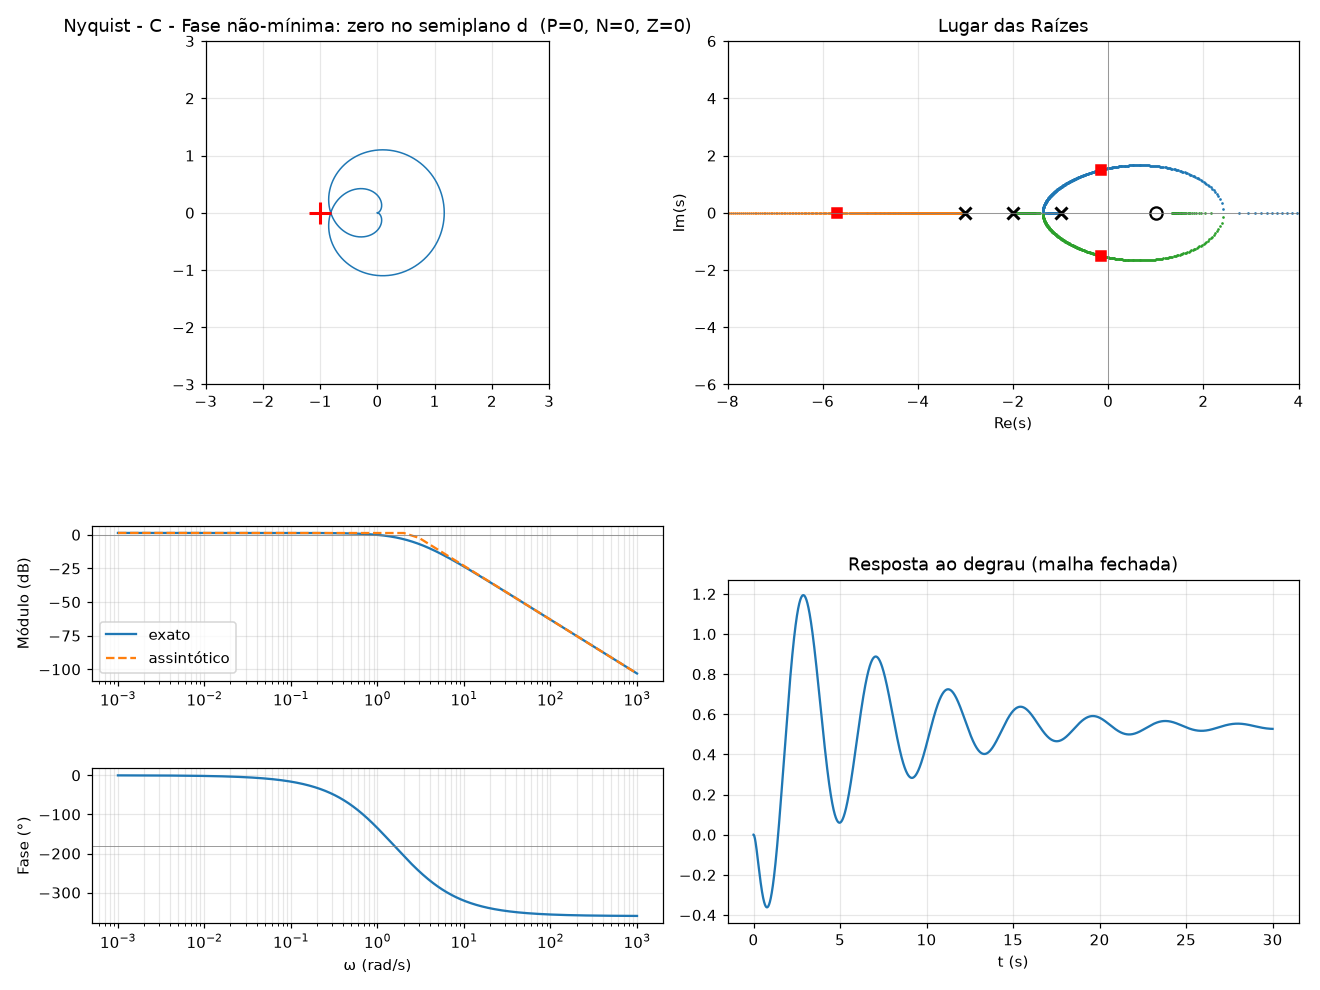 Nyquist - C - Fase não-mínima: zero no semiplano d  (P=0, N=0, Z=0)
3
2
1
0
−1
−2
−3
−3 −2 −1 0 1 2 3
Lugar das Raízes
Im(s)
6
4
2
0
−2
−4
−6
−8 −6 −4 −2 0 2 4
Re(s)
Módulo (dB)
0
−25
−50
−75
−100
exato
assintótico
10⁻³ 10⁻² 10⁻¹ 10⁰ 10¹ 10² 10³
Fase (°)
0
−100
−200
−300
10⁻³ 10⁻² 10⁻¹ 10⁰ 10¹ 10² 10³
ω (rad/s)
Resposta ao degrau (malha fechada)
1.2
1.0
0.8
0.6
0.4
0.2
0.0
−0.2
−0.4
0 5 10 15 20 25 30
t (s)